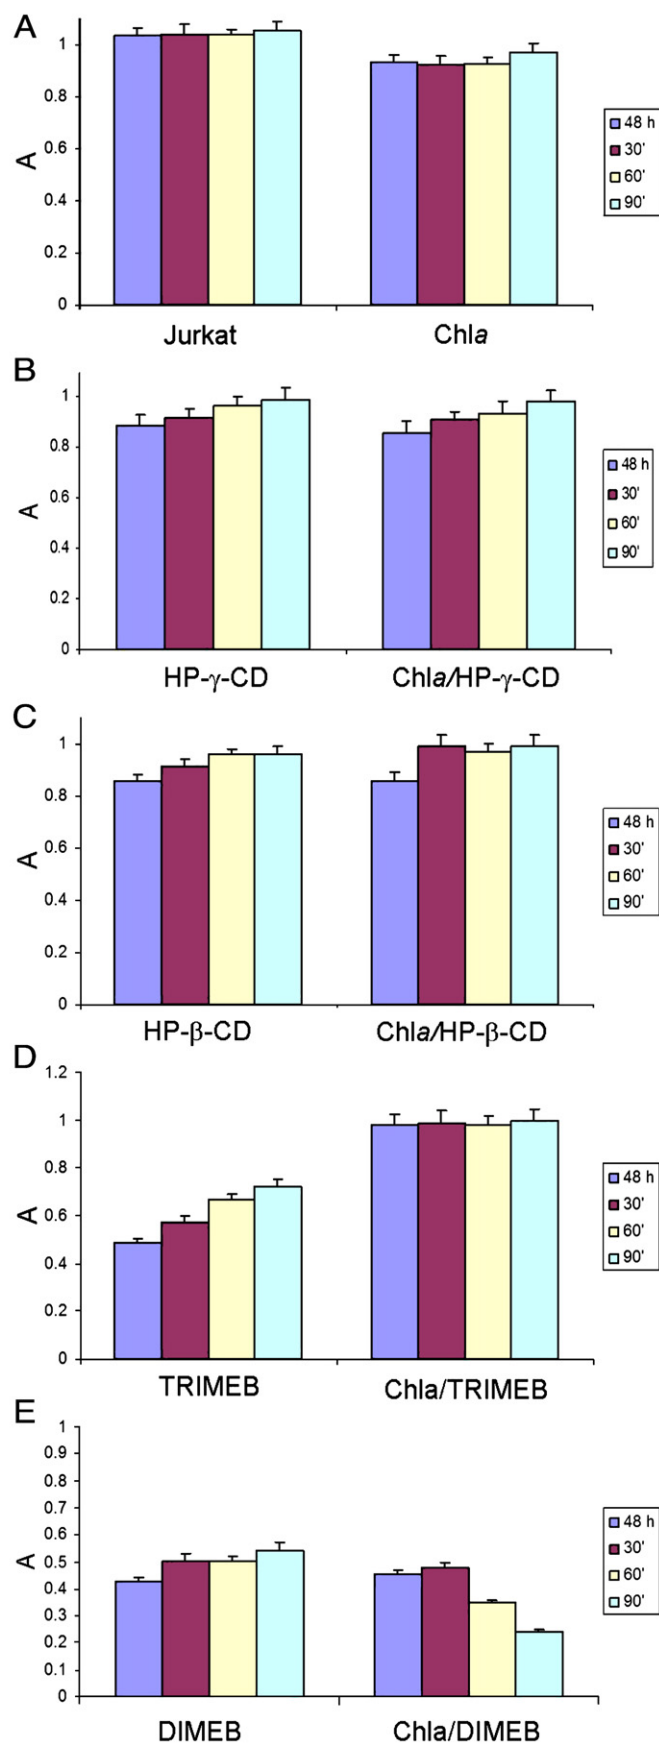 A
1
0.8
0.6
0.4
0.2
0
A
Jurkat
Chla
48 h
30'
60'
90'
B
1
0.8
0.6
0.4
0.2
0
A
HP-γ-CD
Chla/HP-γ-CD
48 h
30'
60'
90'
C
1
0.8
0.6
0.4
0.2
0
A
HP-β-CD
Chla/HP-β-CD
48 h
30'
60'
90'
D
1.2
1
0.8
0.6
0.4
0.2
0
A
TRIMEB
Chla/TRIMEB
48 h
30'
60'
90'
E
1
0.9
0.8
0.7
0.6
0.5
0.4
0.3
0.2
0.1
0
A
DIMEB
Chla/DIMEB
48 h
30'
60'
90'